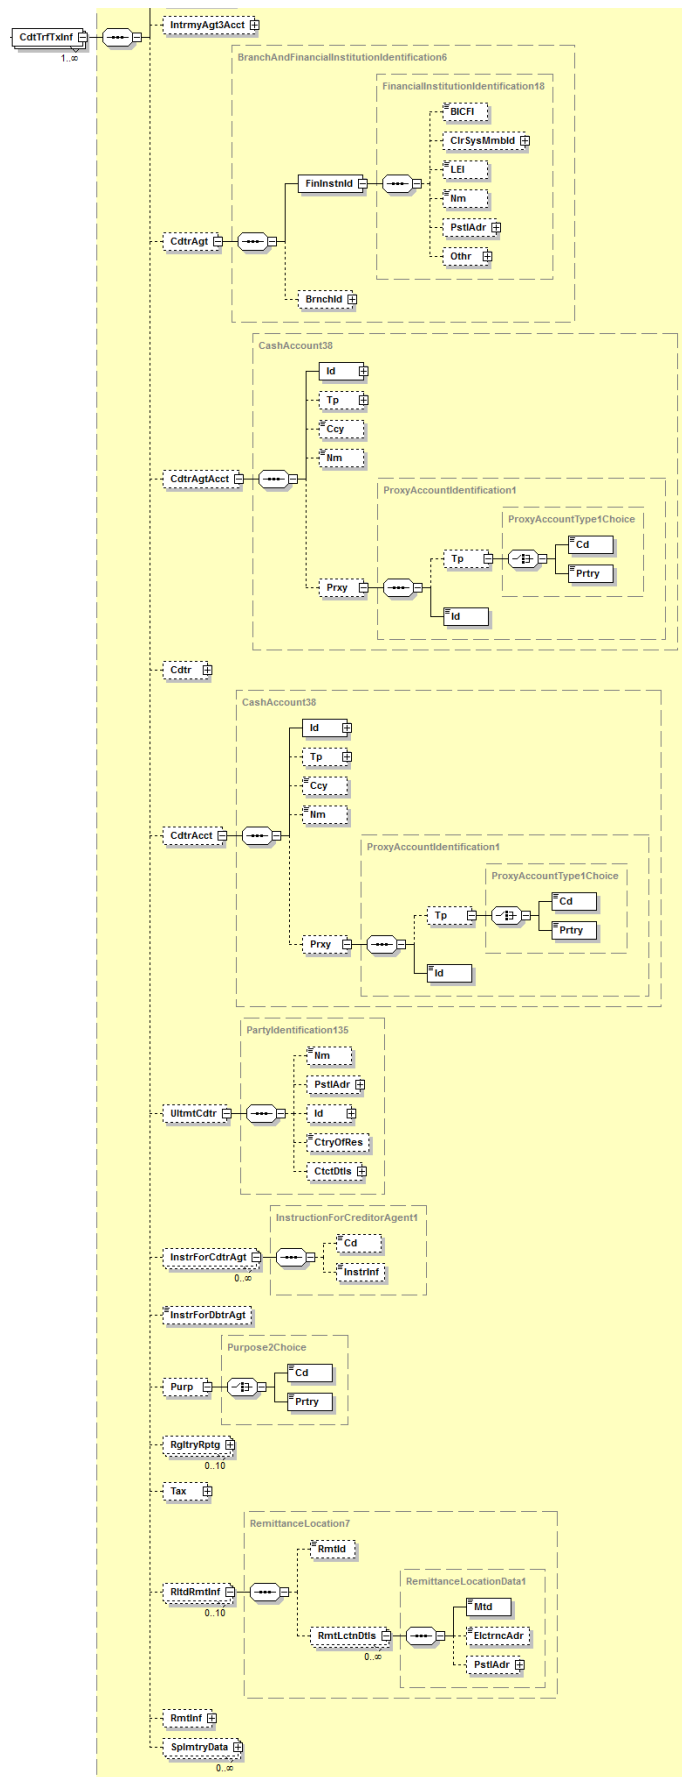 IntrmyAgt3Acct
CdtTrfTxInf
1..∞
BranchAndFinancialInstitutionIdentification6
FinancialInstitutionIdentification18
BICFI
ClrSysMmbId
LEI
FinInstnId
Nm
PstlAdr
CdtrAgt
Othr
BrnchId
CashAccount38
Id
Tp
Ccy
Nm
CdtrAgtAcct
ProxyAccountIdentification1
ProxyAccountType1Choice
Cd
Tp
Prtry
Prxy
Id
Cdtr
CashAccount38
Id
Tp
Ccy
Nm
CdtrAcct
ProxyAccountIdentification1
ProxyAccountType1Choice
Cd
Tp
Prtry
Prxy
Id
PartyIdentification135
Nm
PstlAdr
UltmtCdtr
Id
CtryOfRes
CtctDtls
InstructionForCreditorAgent1
Cd
InstrForCdtrAgt
0..∞
InstrInf
InstrForDbtrAgt
Purpose2Choice
Cd
Purp
Prtry
RgltryRptg
0..10
Tax
RemittanceLocation7
RmtId
RemittanceLocationData1
RltdRmtInf
0..10
Mtd
RmtLctnDtls
0..∞
ElctrncAdr
PstlAdr
RmtInf
SplmtryData
0..∞